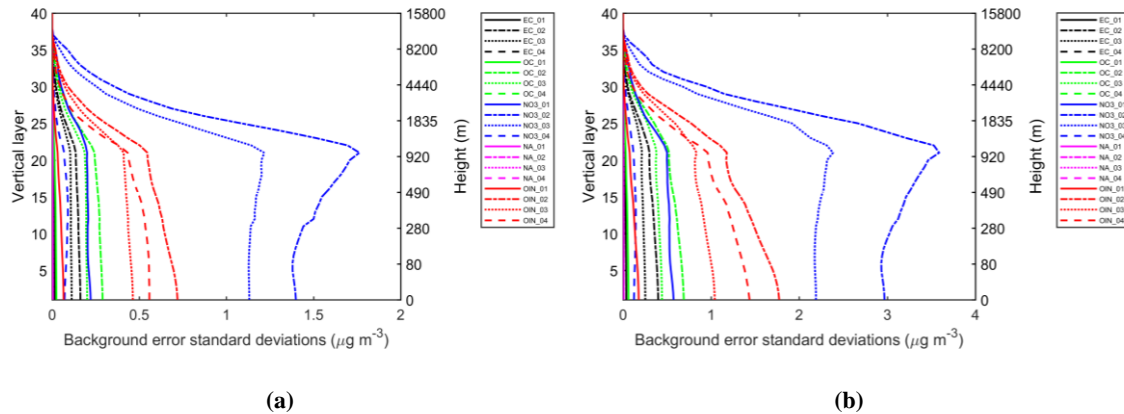 40
35
30
25
20
15
10
5
Vertical layer
15800
8200
4440
1835
920
490
280
80
0
Height (m)
0 0.5 1 1.5 2
Background error standard deviations (μg m⁻³)
EC_01
EC_02
EC_03
EC_04
OC_01
OC_02
OC_03
OC_04
NO3_01
NO3_02
NO3_03
NO3_04
NA_01
NA_02
NA_03
NA_04
OIN_01
OIN_02
OIN_03
OIN_04
(a)
40
35
30
25
20
15
10
5
Vertical layer
15800
8200
4440
1835
920
490
280
80
0
Height (m)
0 1 2 3 4
Background error standard deviations (μg m⁻³)
EC_01
EC_02
EC_03
EC_04
OC_01
OC_02
OC_03
OC_04
NO3_01
NO3_02
NO3_03
NO3_04
NA_01
NA_02
NA_03
NA_04
OIN_01
OIN_02
OIN_03
OIN_04
(b)